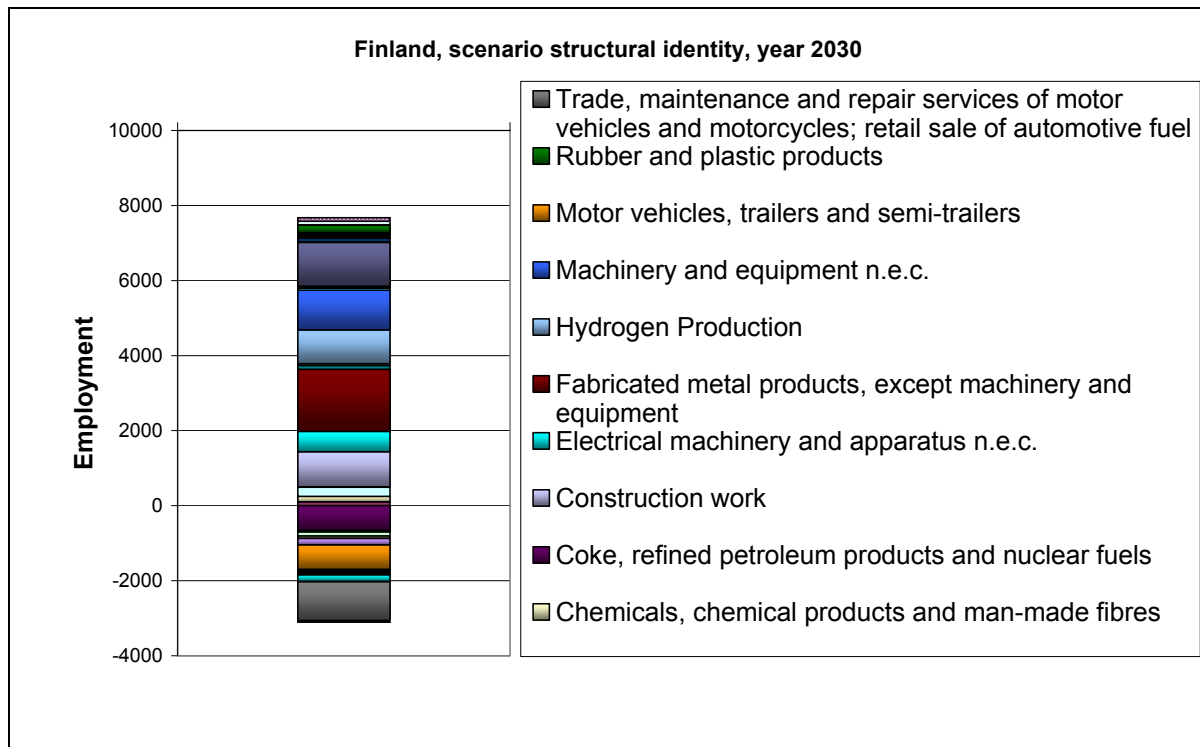 Finland, scenario structural identity, year 2030
Employment
10000
8000
6000
4000
2000
0
-2000
-4000
Trade, maintenance and repair services of motor
vehicles and motorcycles; retail sale of automotive fuel
Rubber and plastic products
Motor vehicles, trailers and semi-trailers
Machinery and equipment n.e.c.
Hydrogen Production
Fabricated metal products, except machinery and
equipment
Electrical machinery and apparatus n.e.c.
Construction work
Coke, refined petroleum products and nuclear fuels
Chemicals, chemical products and man-made fibres